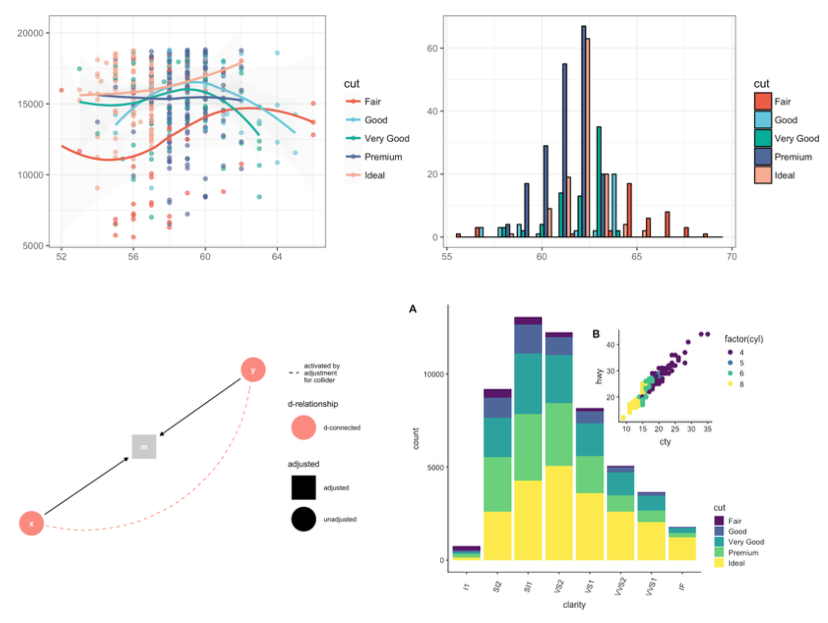 20000
15000
10000
5000
52
56
60
64
cut
Fair
Good
Very Good
Premium
Ideal
60
40
20
0
55
60
65
70
cut
Fair
Good
Very Good
Premium
Ideal
y
m
x
activated by
adjustment
for collider
d-relationship
d-connected
adjusted
adjusted
unadjusted
A
10000
5000
0
count
I1
SI2
SI1
VS2
VS1
VVS2
VVS1
IF
clarity
B
40
30
20
hwy
10
15
20
25
30
35
cty
factor(cyl)
4
5
6
8
cut
Fair
Good
Very Good
Premium
Ideal